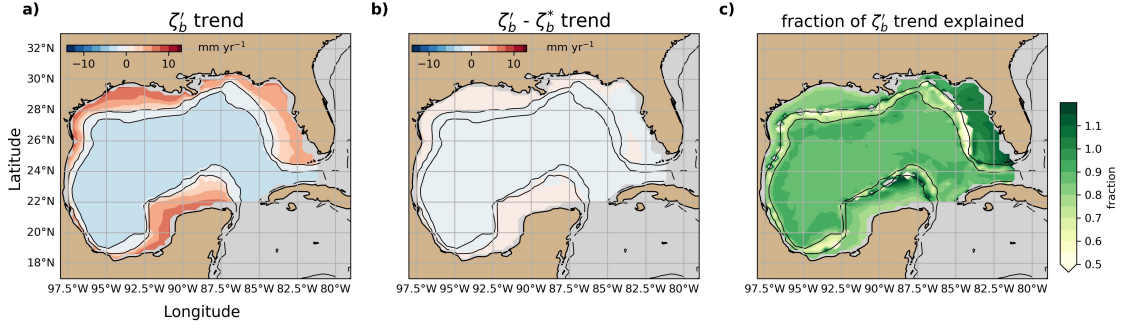 a) ζ′b trend
mm yr⁻¹
−10 0 10
32°N
30°N
28°N
26°N
24°N
22°N
20°N
18°N
Latitude
97.5°W 95°W 92.5°W 90°W 87.5°W 85°W 82.5°W 80°W
Longitude
b) ζ′b - ζ*b trend
mm yr⁻¹
−10 0 10
97.5°W 95°W 92.5°W 90°W 87.5°W 85°W 82.5°W 80°W
c) fraction of ζ′b trend explained
97.5°W 95°W 92.5°W 90°W 87.5°W 85°W 82.5°W 80°W
1.1
1.0
0.9
0.8
0.7
0.6
0.5
fraction